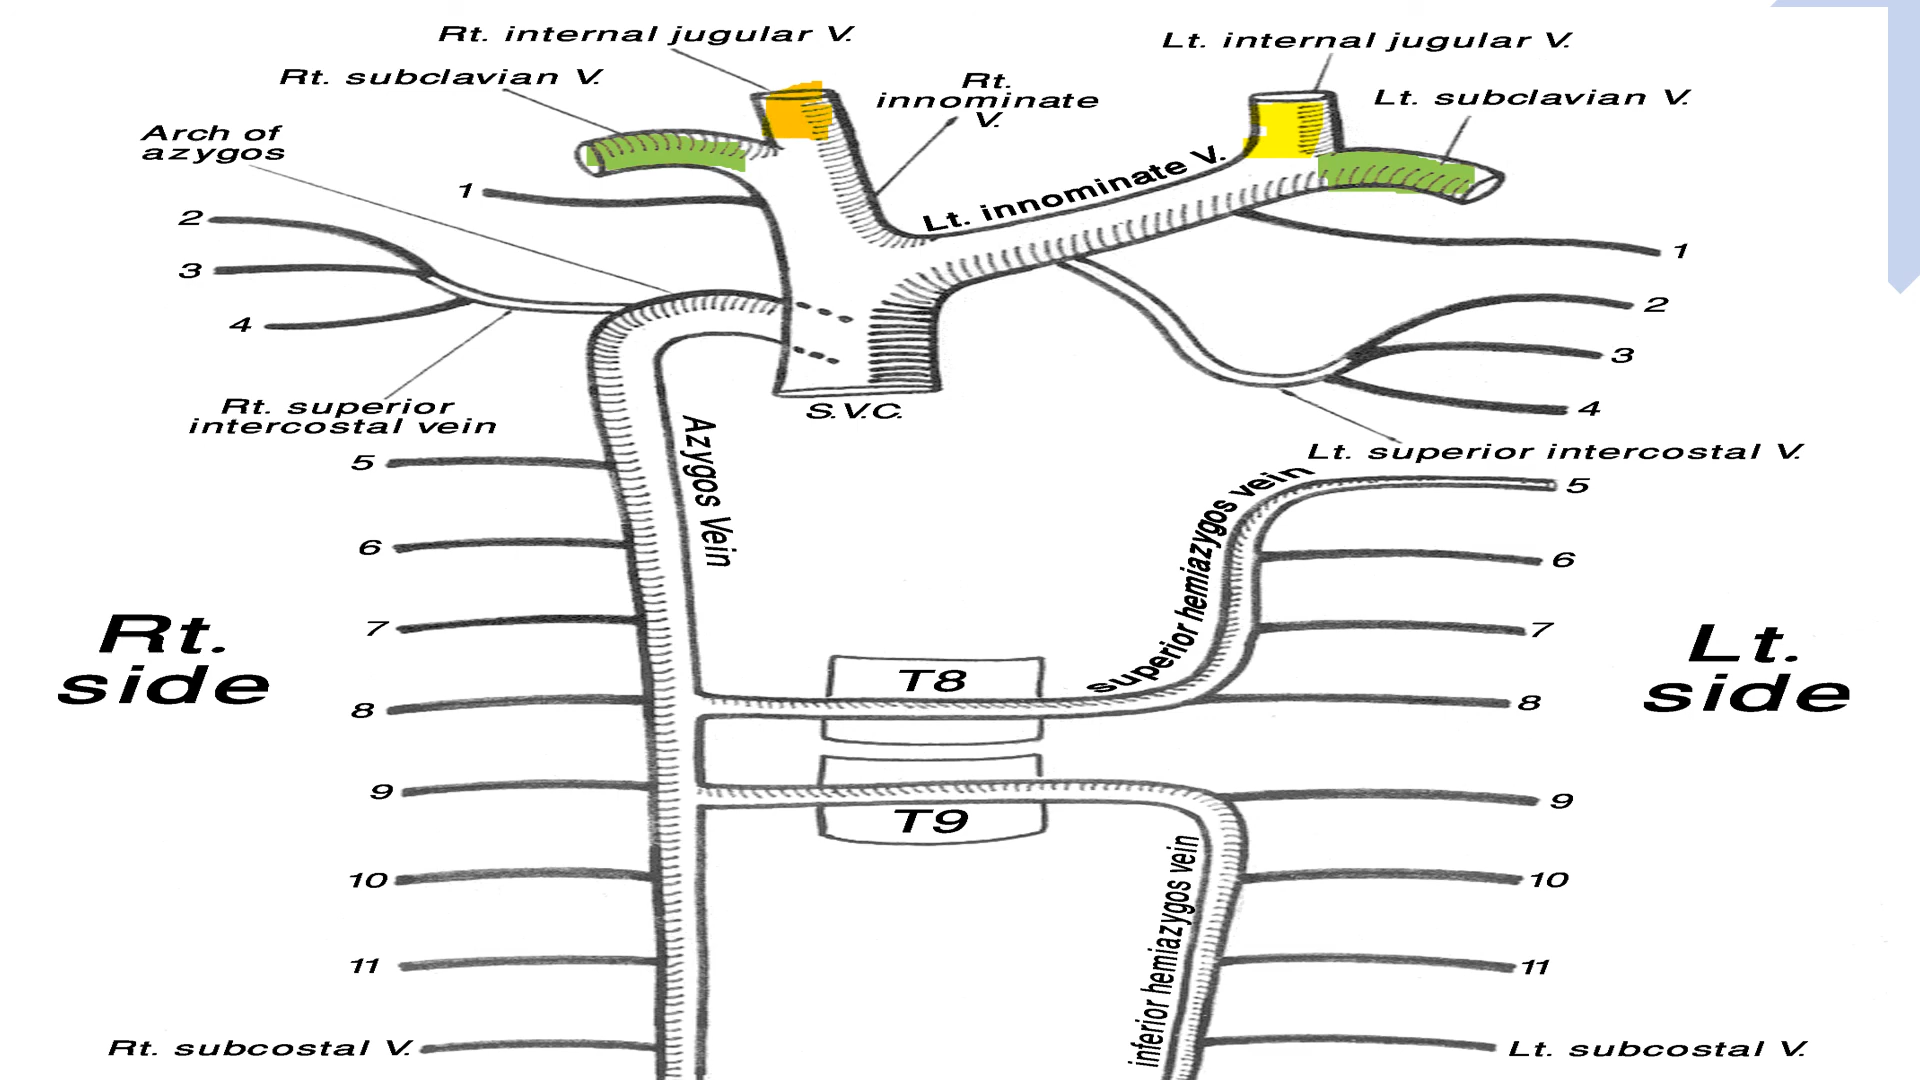 Rt. internal jugular V.
Lt. internal jugular V.
Rt. subclavian V.
Rt.
innominate
V.
Lt. subclavian V.
Arch of
azygos
Lt. innominate V.
1
2
3
4
1
2
3
4
Rt. superior
intercostal vein
S.V.C.
Lt. superior intercostal V.
Azygos Vein
superior hemiazygos vein
5
6
7
8
9
10
11
5
6
7
8
9
10
11
Rt.
side
Lt.
side
T8
T9
inferior hemiazygos vein
Rt. subcostal V.
Lt. subcostal V.